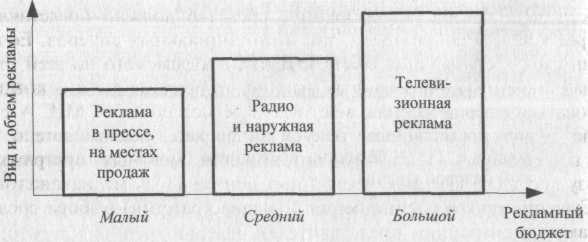 Вид и объем рекламы
Реклама
в прессе,
на местах
продаж
Радио
и наружная
реклама
Телеви-
зионная
реклама
Малый
Средний
Большой
Рекламный
бюджет